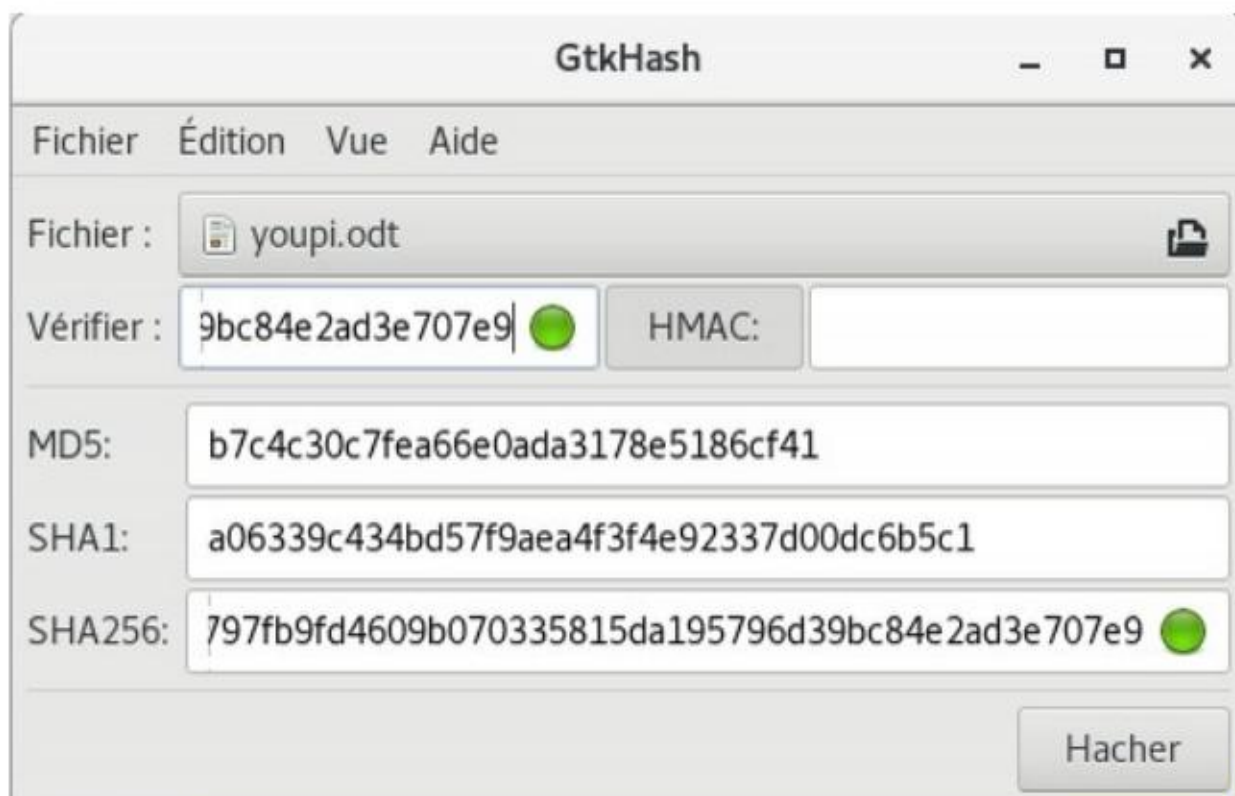 GtkHash
Fichier Édition Vue Aide
Fichier : youpi.odt
Vérifier : 9bc84e2ad3e707e9 HMAC:
MD5: b7c4c30c7fea66e0ada3178e5186cf41
SHA1: a06339c434bd57f9aea4f3f4e92337d00dc6b5c1
SHA256: 797fb9fd4609b070335815da195796d39bc84e2ad3e707e9
Hacher